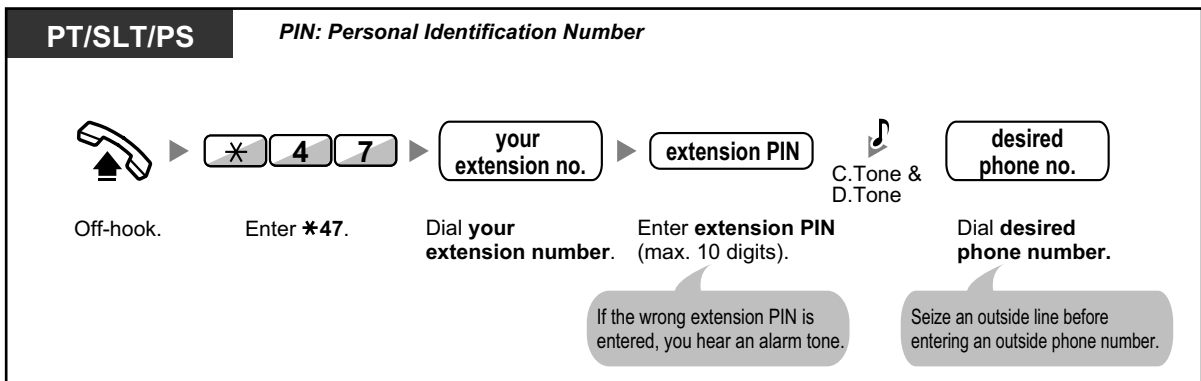 PT/SLT/PS
PIN: Personal Identification Number
* 4 7
your
extension no.
extension PIN
C.Tone &
D.Tone
desired
phone no.
Off-hook.
Enter *47.
Dial your
extension number.
Enter extension PIN
(max. 10 digits).
Dial desired
phone number.
If the wrong extension PIN is
entered, you hear an alarm tone.
Seize an outside line before
entering an outside phone number.